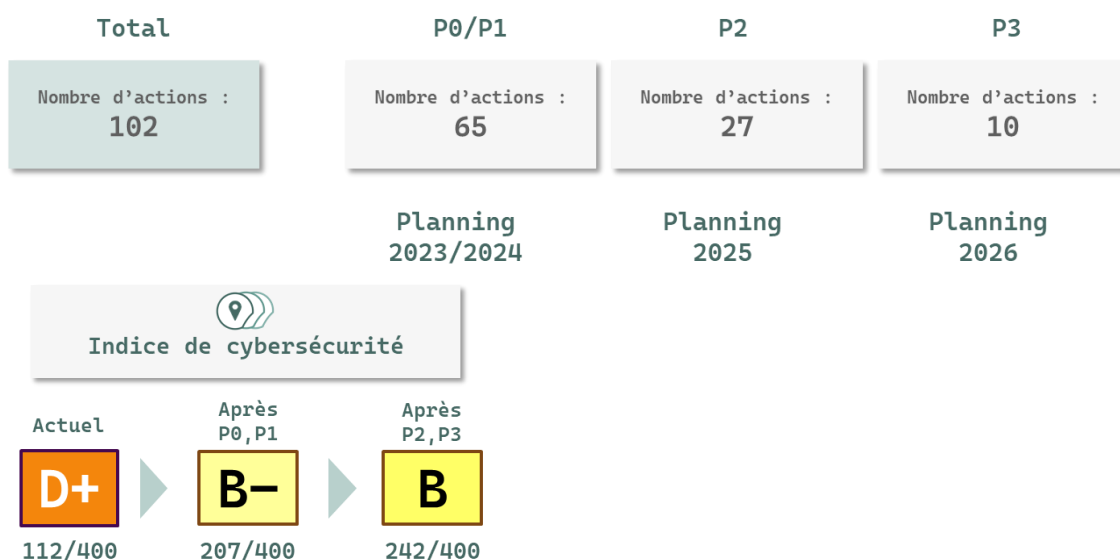 Total
P0/P1
P2
P3
Nombre d’actions :
102
Nombre d’actions :
65
Nombre d’actions :
27
Nombre d’actions :
10
Planning
2023/2024
Planning
2025
Planning
2026
Indice de cybersécurité
Actuel
Après
P0,P1
Après
P2,P3
D+
B−
B
112/400
207/400
242/400